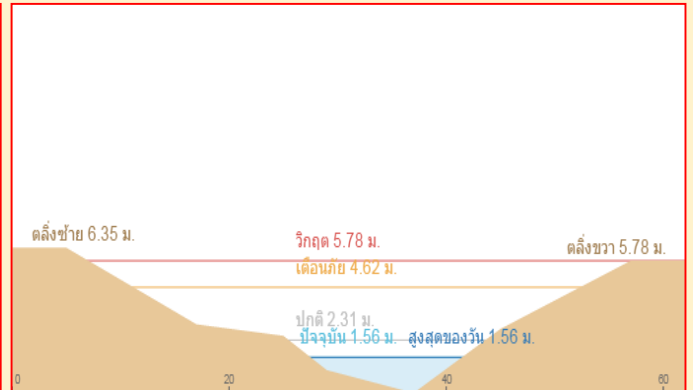 ตลิ่งซ้าย 6.35 ม.
วิกฤต 5.78 ม.
ตลิ่งขวา 5.78 ม.
เตือนภัย 4.62 ม.
ปกติ 2.31 ม.
ปัจจุบัน 1.56 ม. สูงสุดของวัน 1.56 ม.
0 20 40 60